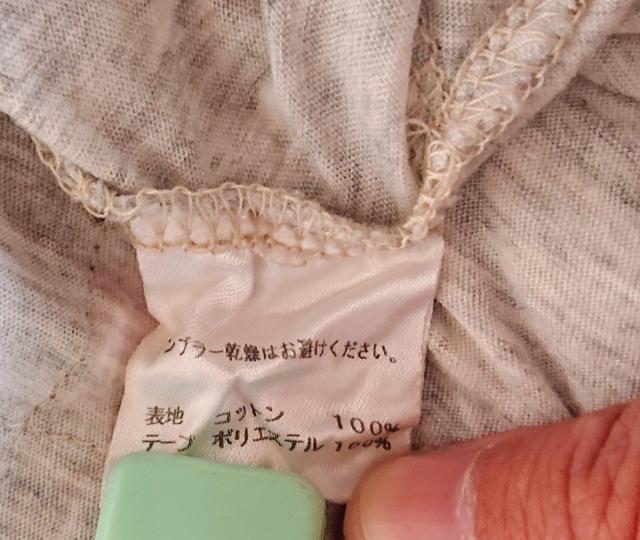 ンブラー乾燥はお避けください。
表地 コットン 100%
テープ ポリエステル 100%